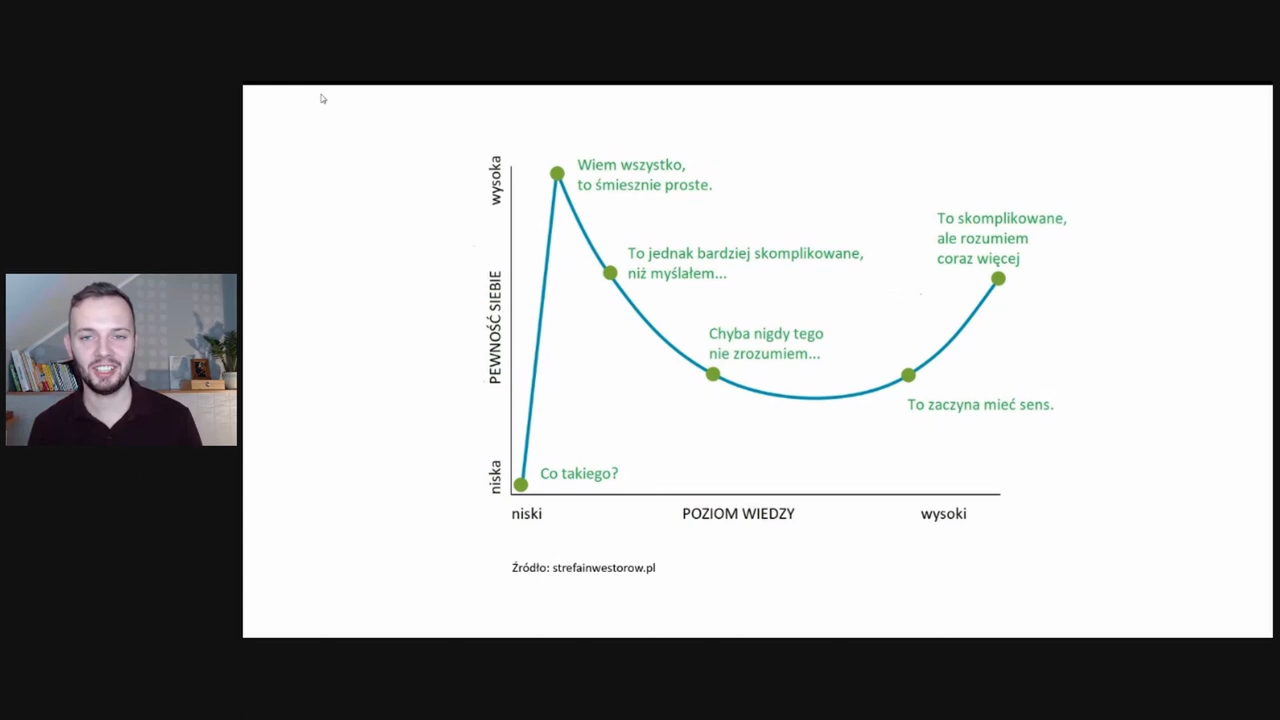 wysoka
Wiem wszystko,
to śmiesznie proste.
To skomplikowane,
ale rozumiem
coraz więcej
To jednak bardziej skomplikowane,
niż myślałem...
PEWNOŚĆ SIEBIE
Chyba nigdy tego
nie zrozumiem...
To zaczyna mieć sens.
niska
Co takiego?
niski
POZIOM WIEDZY
wysoki
Źródło: strefainwestorow.pl